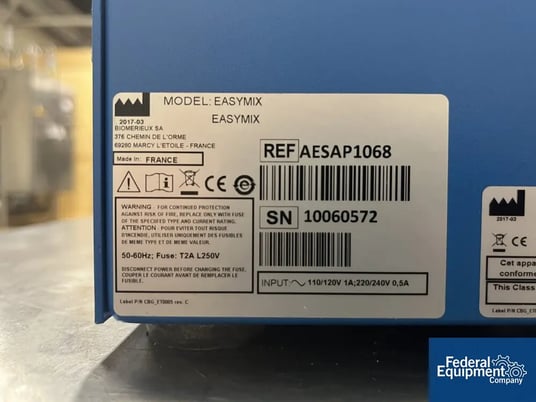 MODEL: EASYMIX
EASYMIX
2017-03
BIOMERIEUX SA
376 CHEMIN DE L'ORME
69280 MARCY L'ETOILE - FRANCE
Made In: FRANCE
REF AESAP1068
SN 10060572
WARNING - FOR CONTINUED PROTECTION
AGAINST RISK OF FIRE, REPLACE ONLY WITH FUSE
OF THE SPECIFED TYPE AND CURRENT RATING.
ATTENTION : POUR EVITER TOUT RISQUE
D'INCENDIE, UTILISER UNIQUEMENT DES FUSIBLES
DE MEME TYPE ET DE MEME VALEUR.
50-60Hz; Fuse: T2A L250V
DISCONNECT POWER BEFORE CHANGING THE FUSE.
COUPER LE COURANT AVANT DE REMPLACER LE
FUSIBLE.
INPUT: 110/120V 1A;220/240V 0,5A
Label P/N CBG_ET0005 rev. C
2017-03
CE
Cet appa
conforme
This Class
Federal
Equipment
Company